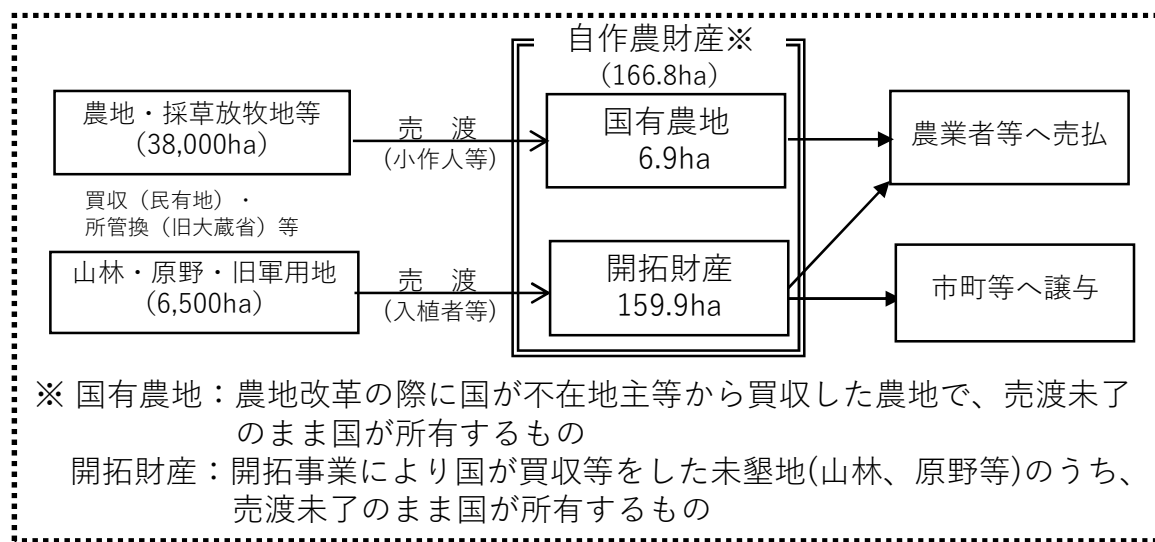 自作農財産※
(166.8ha)
農地・採草放牧地等
(38,000ha)
売　渡
(小作人等)
国有農地
6.9ha
農業者等へ売払
買収（民有地）・
所管換（旧大蔵省）等
山林・原野・旧軍用地
(6,500ha)
売　渡
(入植者等)
開拓財産
159.9ha
市町等へ譲与
※ 国有農地：農地改革の際に国が不在地主等から買収した農地で、売渡未了
のまま国が所有するもの
開拓財産：開拓事業により国が買収等をした未墾地(山林、原野等)のうち、
売渡未了のまま国が所有するもの